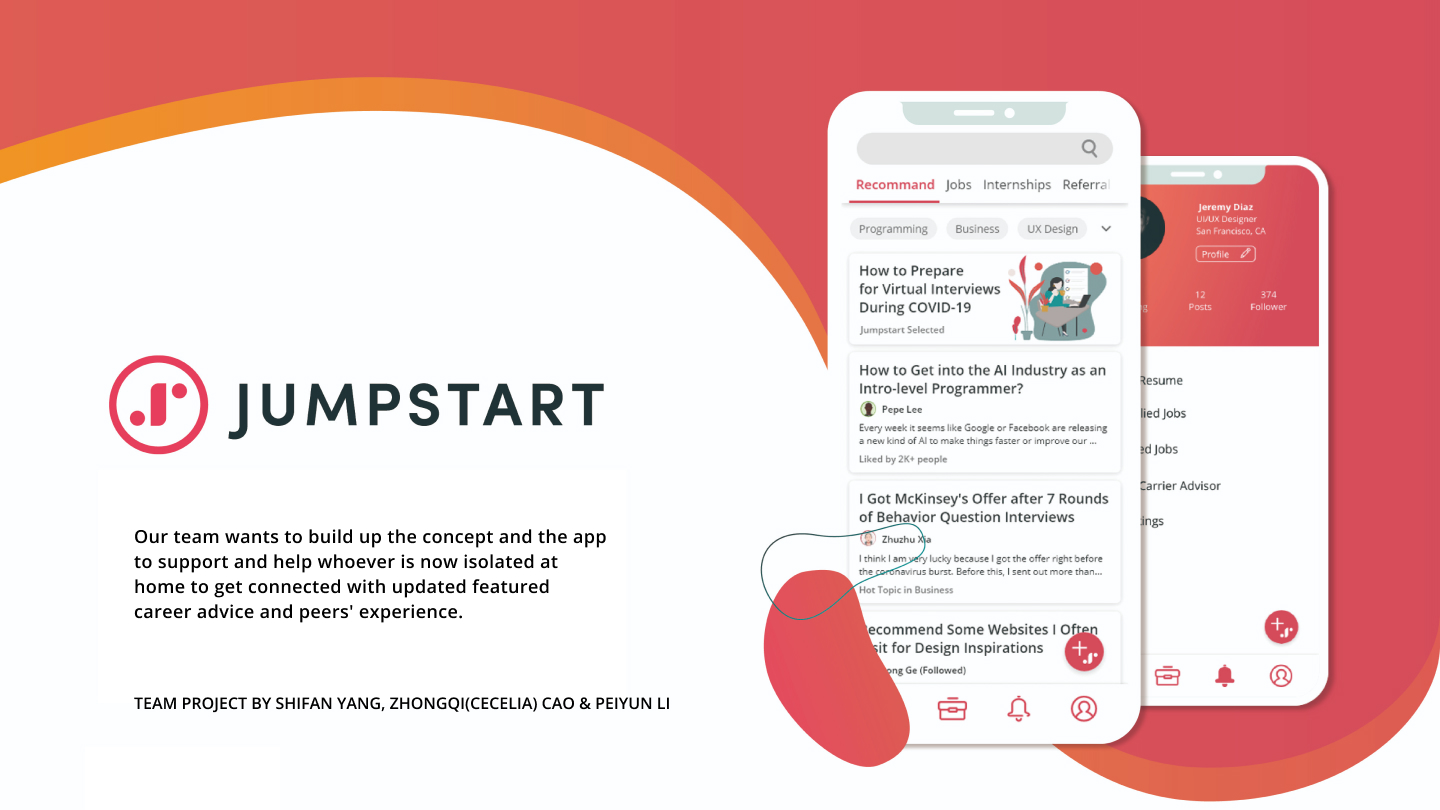 JUMPSTART
Our team wants to build up the concept and the app
to support and help whoever is now isolated at
home to get connected with updated featured
career advice and peers' experience.
TEAM PROJECT BY SHIFAN YANG, ZHONGQI(CECELIA) CAO & PEIYUN LI
Recommand Jobs Internships Referral
Programming Business UX Design
How to Prepare
for Virtual Interviews
During COVID-19
Jumpstart Selected
How to Get into the AI Industry as an
Intro-level Programmer?
Pepe Lee
Every week it seems like Google or Facebook are releasing
a new kind of AI to make things faster or improve our ...
Liked by 2K+ people
I Got McKinsey's Offer after 7 Rounds
of Behavior Question Interviews
Zhuzhu Xia
I think I am very lucky because I got the offer right before
the coronavirus burst. Before this, I sent out more than...
Hot Topic in Business
ecommend Some Websites I Often
sit for Design Inspirations
ong Ge (Followed)
Jeremy Diaz
UI/UX Designer
San Francisco, CA
Profile
g 12 374
Posts Follower
Resume
lied Jobs
ed Jobs
Carrier Advisor
ings